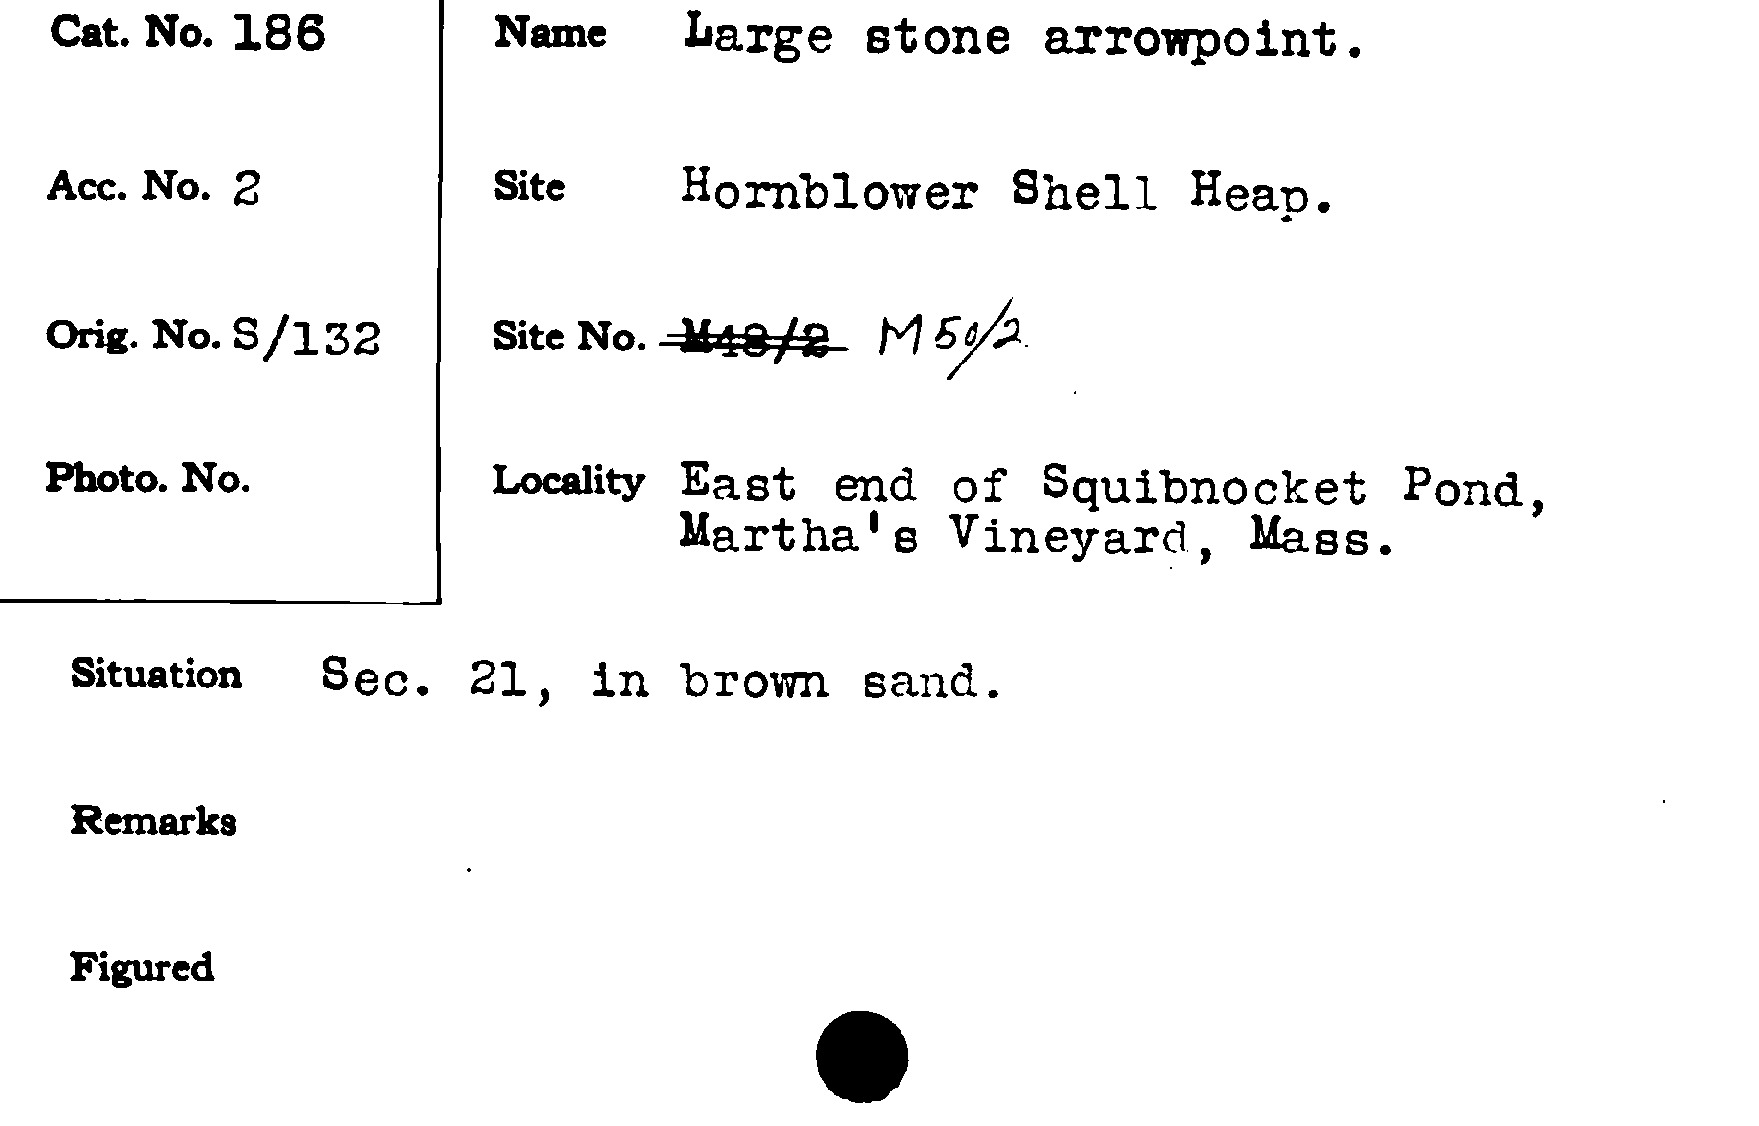 Cat. No. 186
Name Large stone arrowpoint.
Acc. No. 2
Site Hornblower Shell Heap.
Orig. No. S/132
Site No. M48/2 M50/2
Photo. No.
Locality East end of Squibnocket Pond,
Martha's Vineyard, Mass.
Situation Sec. 21, in brown sand.
Remarks
Figured